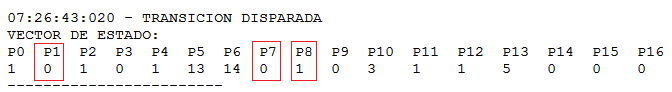 07:26:43:020 - TRANSICION DISPARADA
VECTOR DE ESTADO:
P0 P1 P2 P3 P4 P5 P6 P7 P8 P9 P10 P11 P12 P13 P14 P15 P16
1 0 1 0 1 13 14 0 1 0 3 1 1 5 0 0 0
------------------------